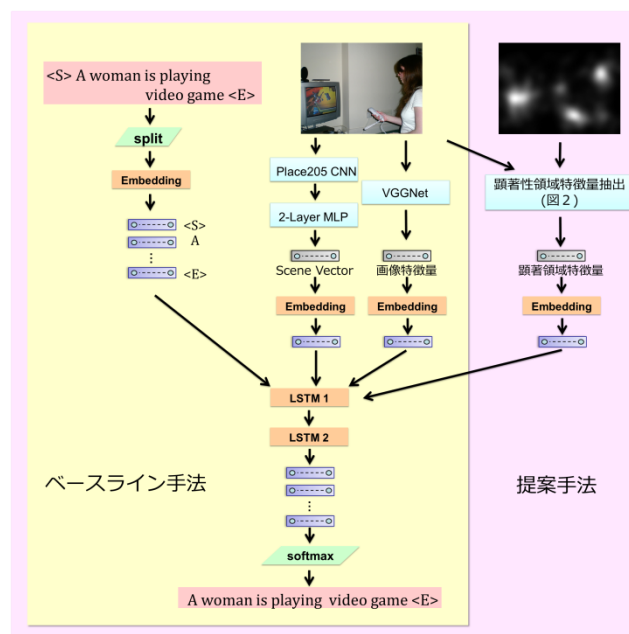 <S> A woman is playing
video game <E>
split
Embedding
<S>
A
<E>
Place205 CNN
2-Layer MLP
Scene Vector
Embedding
VGGNet
画像特徴量
Embedding
顕著性領域特徴量抽出
(図２)
顕著領域特徴量
Embedding
LSTM 1
LSTM 2
ベースライン手法
提案手法
softmax
A woman is playing video game <E>